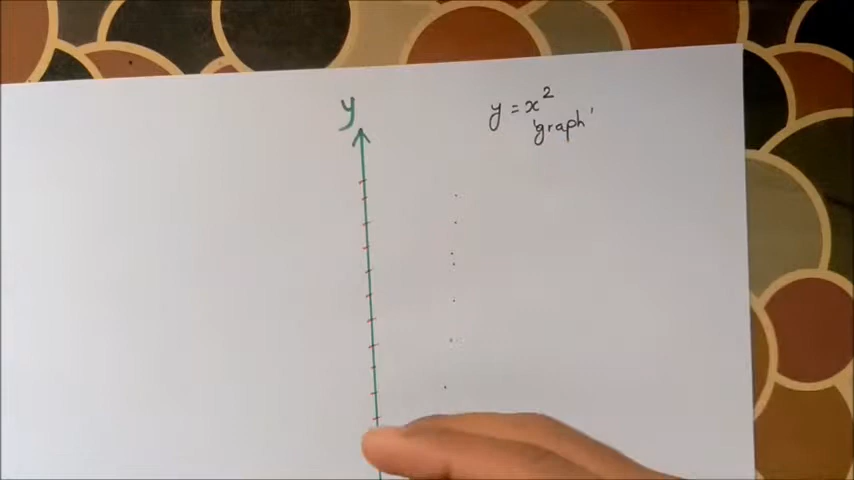 y
y = x²
'graph'